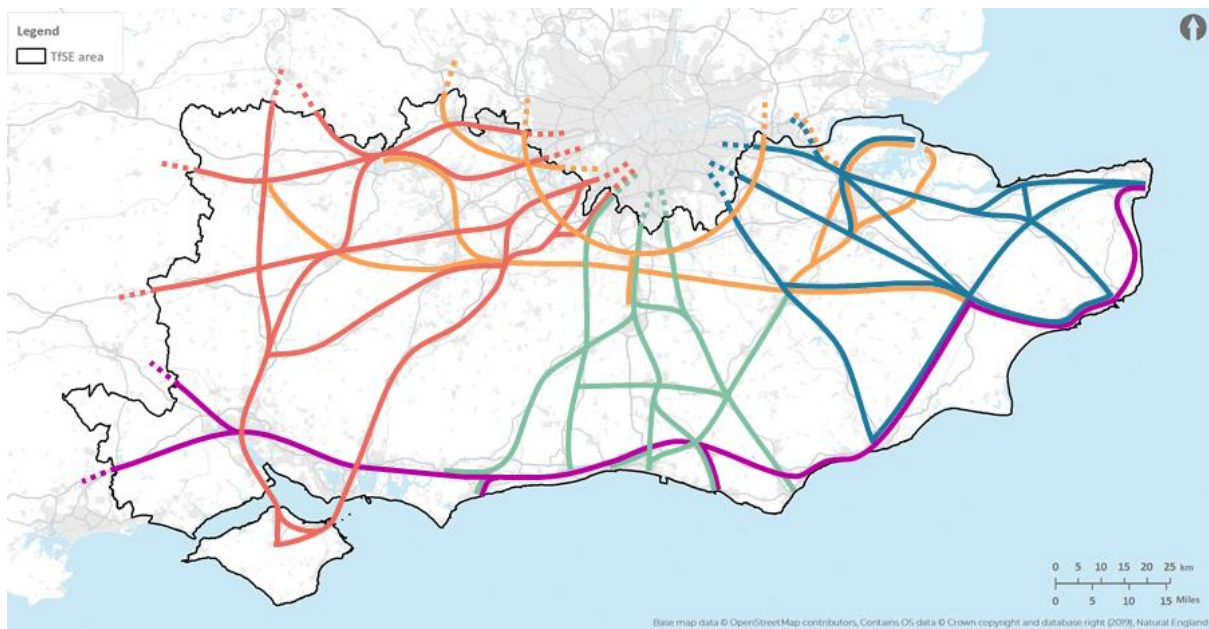 Legend
TfSE area
0 5 10 15 20 25 km
0 5 10 15 Miles
Base map data © OpenStreetMap contributors, Contains OS data © Crown copyright and database right (2019), Natural England